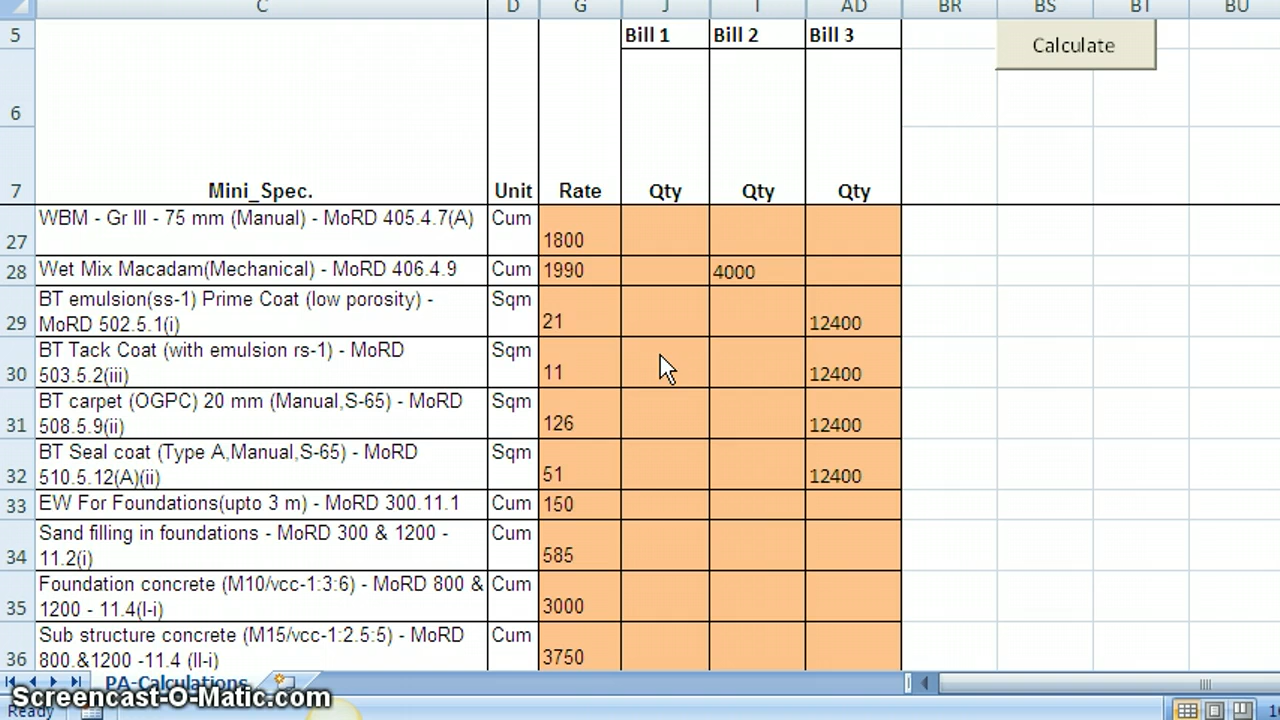 C D G J T AD BR BS BT BU
5 Bill 1 Bill 2 Bill 3 Calculate
6
7 Mini_Spec. Unit Rate Qty Qty Qty
27 WBM - Gr III - 75 mm (Manual) - MoRD 405.4.7(A) Cum 1800
28 Wet Mix Macadam(Mechanical) - MoRD 406.4.9 Cum 1990 4000
29 BT emulsion(ss-1) Prime Coat (low porosity) - Sqm 21 12400
MoRD 502.5.1(i)
30 BT Tack Coat (with emulsion rs-1) - MoRD Sqm 11 12400
503.5.2(iii)
31 BT carpet (OGPC) 20 mm (Manual,S-65) - MoRD Sqm 126 12400
508.5.9(ii)
32 BT Seal coat (Type A,Manual,S-65) - MoRD Sqm 51 12400
510.5.12(A)(ii)
33 EW For Foundations(upto 3 m) - MoRD 300.11.1 Cum 150
34 Sand filling in foundations - MoRD 300 & 1200 - Cum 585
11.2(i)
35 Foundation concrete (M10/vcc-1:3:6) - MoRD 800 & Cum 3000
1200 - 11.4(I-i)
36 Sub structure concrete (M15/vcc-1:2.5:5) - MoRD Cum 3750
800.&1200 -11.4 (II-i)
PA-Calculations
Screencast-O-Matic.com
Ready